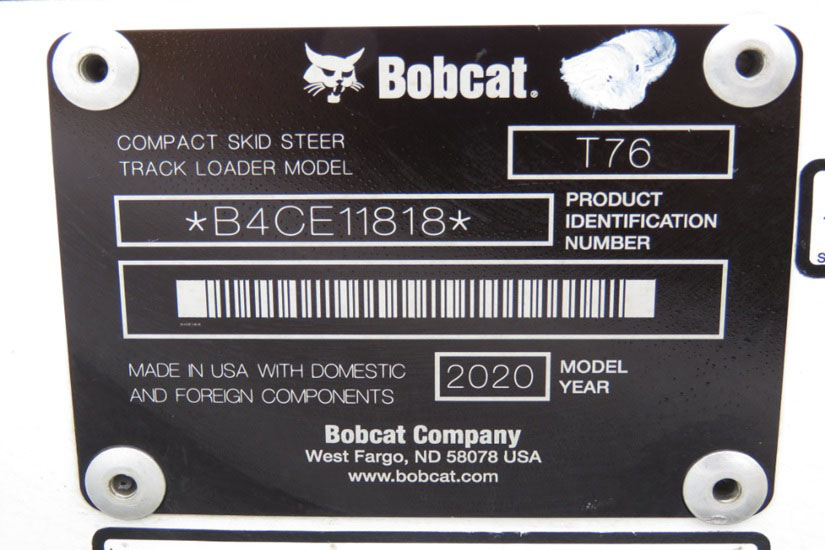 Bobcat®
COMPACT SKID STEER
TRACK LOADER MODEL
T76
*B4CE11818*
PRODUCT
IDENTIFICATION
NUMBER
MADE IN USA WITH DOMESTIC
AND FOREIGN COMPONENTS
2020
MODEL
YEAR
Bobcat Company
West Fargo, ND 58078 USA
www.bobcat.com
S